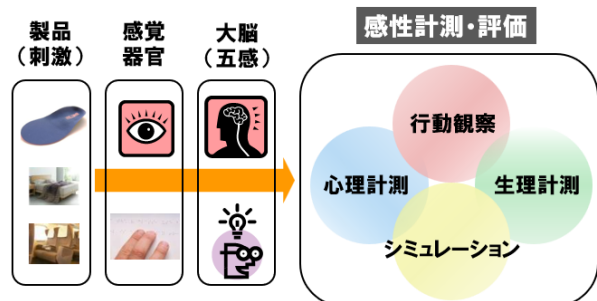 製品
（刺激）
感覚
器官
大脳
（五感）
感性計測・評価
行動観察
心理計測
生理計測
シミュレーション